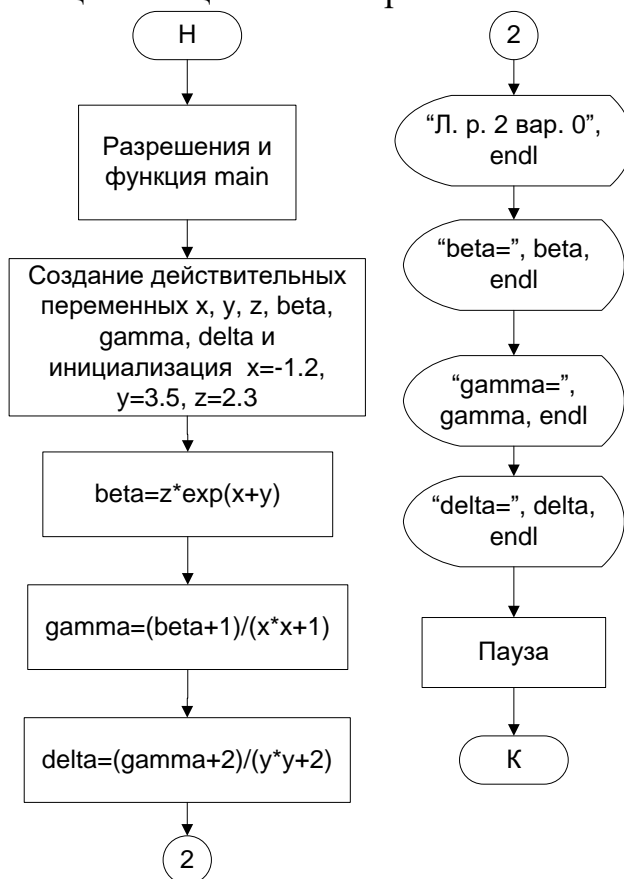 Н
Разрешения и
функция main
Создание действительных
переменных x, y, z, beta,
gamma, delta и
инициализация x=-1.2,
y=3.5, z=2.3
beta=z*exp(x+y)
gamma=(beta+1)/(x*x+1)
delta=(gamma+2)/(y*y+2)
2
2
“Л. р. 2 вар. 0”,
endl
“beta=”, beta,
endl
“gamma=”,
gamma, endl
“delta=”, delta,
endl
Пауза
К